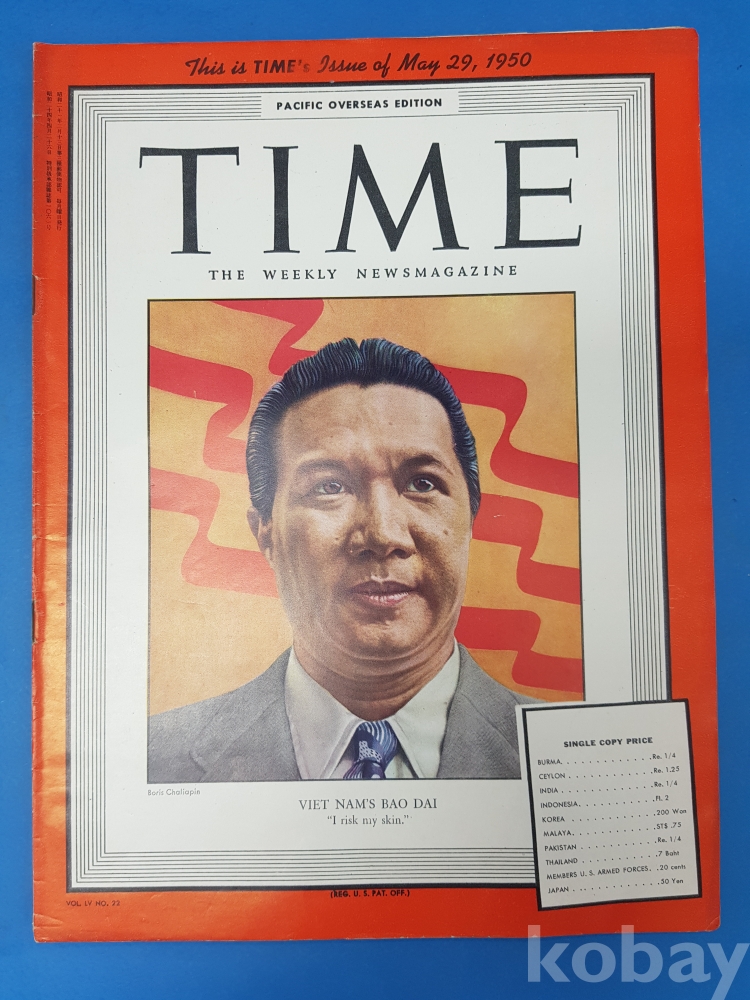 This is TIME's Issue of May 29, 1950
PACIFIC OVERSEAS EDITION
TIME
THE WEEKLY NEWSMAGAZINE
Boris Chaliapin
VIET NAM'S BAO DAI
"I risk my skin."
SINGLE COPY PRICE
BURMA. . . . . . . . . . . . .Re. 1/4
CEYLON . . . . . . . . . . . .Re. 1.25
INDIA . . . . . . . . . . . . .Re. 1/4
INDONESIA. . . . . . . . . . .Fl. 2
KOREA . . . . . . . . . . . .200 Won
MALAYA. . . . . . . . . . . .ST$ .75
PAKISTAN . . . . . . . . . . .Re. 1/4
THAILAND . . . . . . . . . . .7 Baht
MEMBERS U. S. ARMED FORCES. . .20 cents
JAPAN . . . . . . . . . . . .50 Yen
VOL. LV NO. 22
(REG. U. S. PAT. OFF.)
kobay